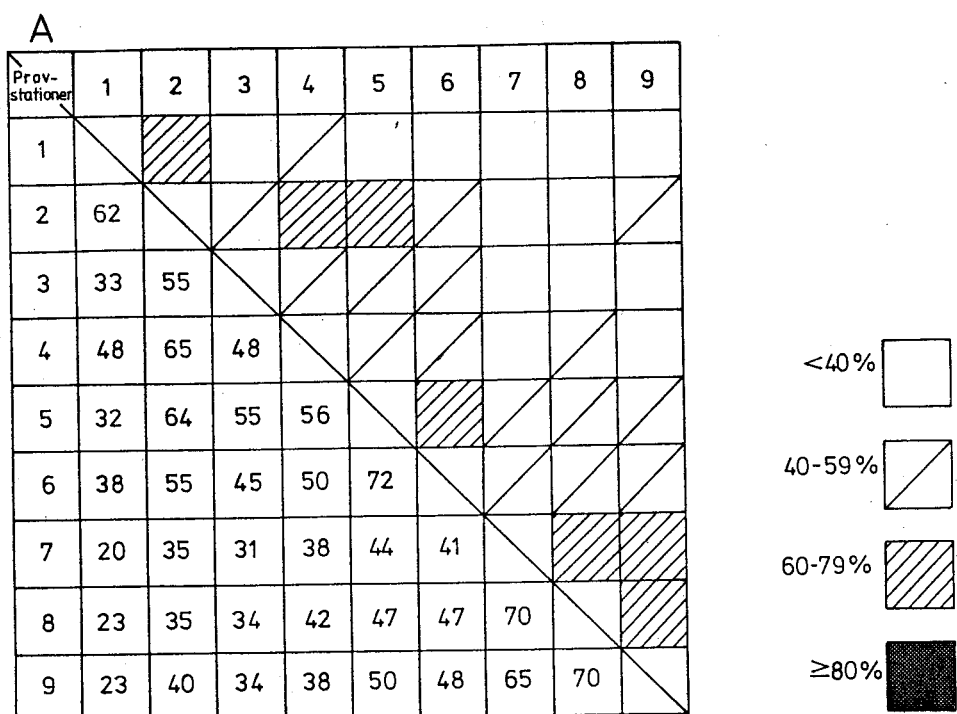 A
Prov-
stationer 1 2 3 4 5 6 7 8 9
1
2 62
3 33 55
4 48 65 48
5 32 64 55 56
6 38 55 45 50 72
7 20 35 31 38 44 41
8 23 35 34 42 47 47 70
9 23 40 34 38 50 48 65 70
<40%
40-59%
60-79%
≥80%